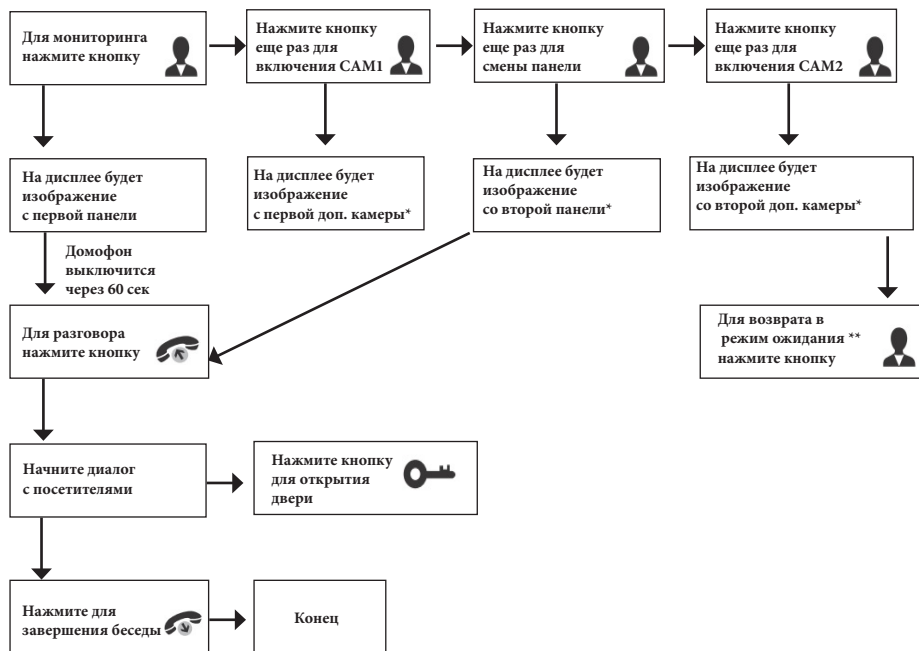 Для мониторинга
нажмите кнопку
Нажмите кнопку
еще раз для
включения CAM1
Нажмите кнопку
еще раз для
смены панели
Нажмите кнопку
еще раз для
включения CAM2
На дисплее будет
изображение
с первой панели
На дисплее будет
изображение
с первой доп. камеры*
На дисплее будет
изображение
со второй панели*
На дисплее будет
изображение
со второй доп. камеры*
Домофон
выключится
через 60 сек
Для разговора
нажмите кнопку
Для возврата в
режим ожидания **
нажмите кнопку
Начните диалог
с посетителями
Нажмите кнопку
для открытия
двери
Нажмите для
завершения беседы
Конец